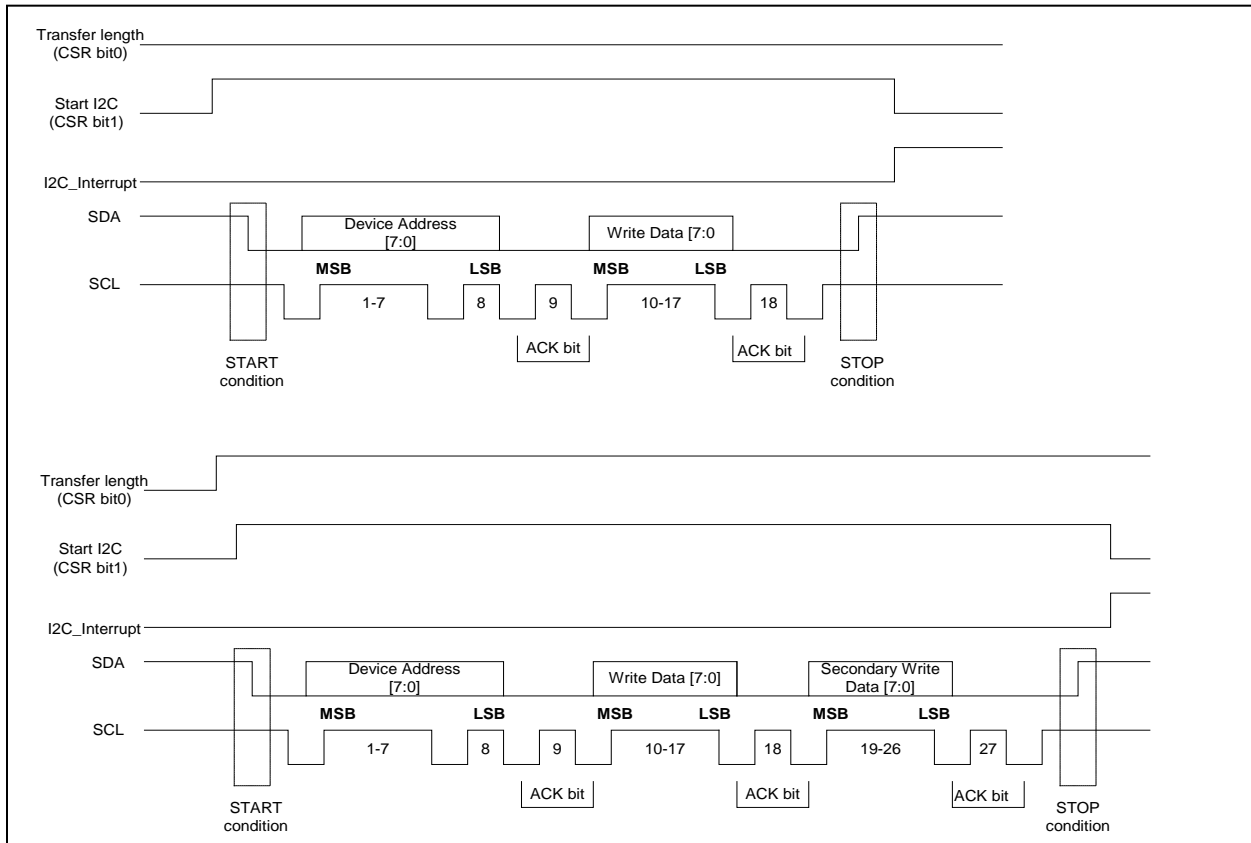 Transfer length
(CSR bit0)
Start I2C
(CSR bit1)
I2C_Interrupt
SDA
Device Address
[7:0]
Write Data [7:0
MSB LSB MSB LSB
SCL
1-7 8 9 10-17 18
ACK bit ACK bit
START
condition
STOP
condition
Transfer length
(CSR bit0)
Start I2C
(CSR bit1)
I2C_Interrupt
SDA
Device Address
[7:0]
Write Data [7:0]
Secondary Write
Data [7:0]
MSB LSB MSB LSB MSB LSB
SCL
1-7 8 9 10-17 18 19-26 27
ACK bit ACK bit ACK bit
START
condition
STOP
condition